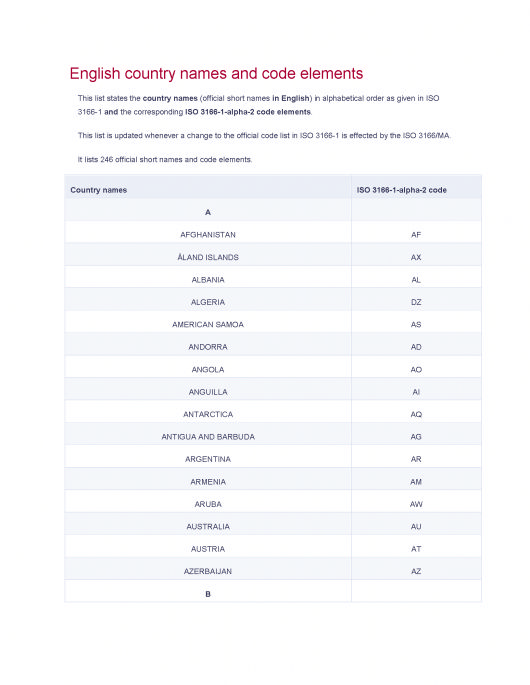 English country names and code elements
This list states the country names (official short names in English) in alphabetical order as given in ISO
3166-1 and the corresponding ISO 3166-1-alpha-2 code elements.
This list is updated whenever a change to the official code list in ISO 3166-1 is effected by the ISO 3166/MA.
It lists 246 official short names and code elements.
Country names ISO 3166-1-alpha-2 code
A
AFGHANISTAN AF
ÅLAND ISLANDS AX
ALBANIA AL
ALGERIA DZ
AMERICAN SAMOA AS
ANDORRA AD
ANGOLA AO
ANGUILLA AI
ANTARCTICA AQ
ANTIGUA AND BARBUDA AG
ARGENTINA AR
ARMENIA AM
ARUBA AW
AUSTRALIA AU
AUSTRIA AT
AZERBAIJAN AZ
B